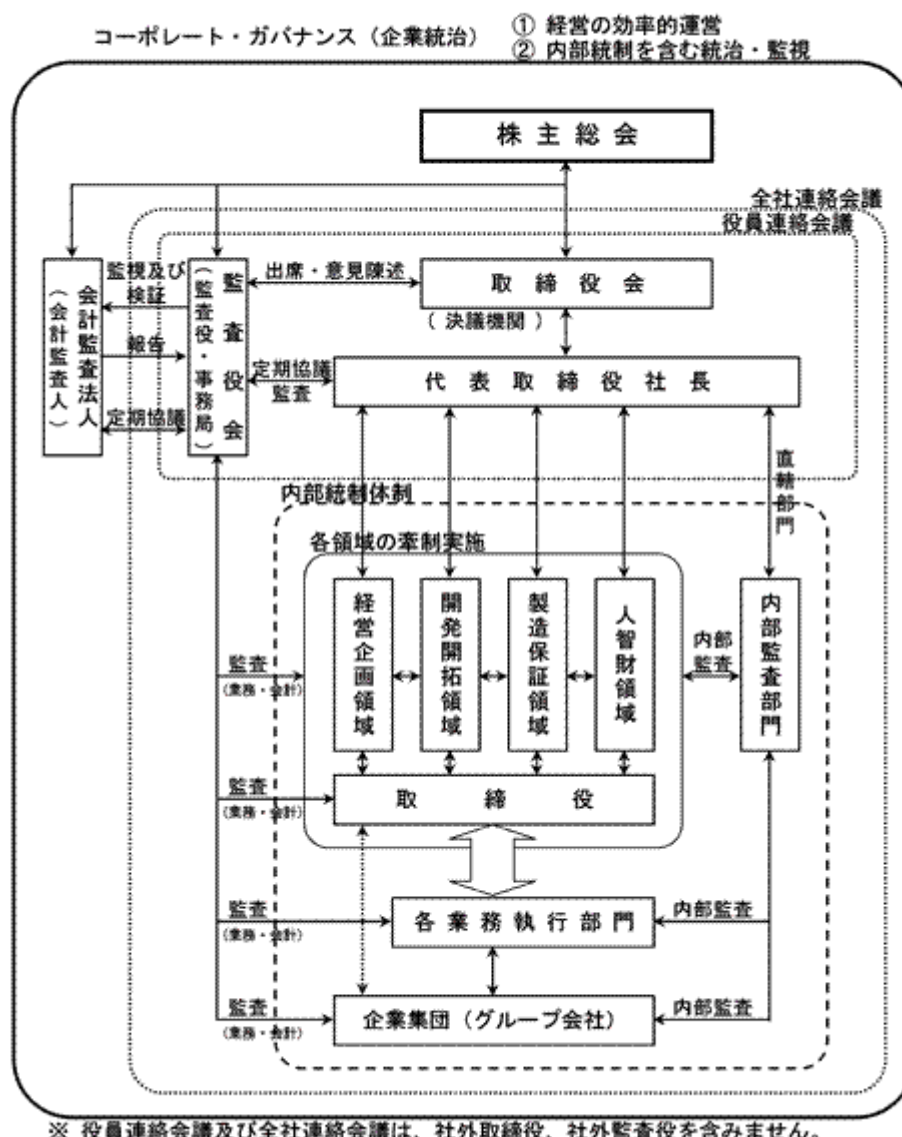 コーポレート・ガバナンス（企業統治）
① 経営の効率的運営
② 内部統制を含む統治・監視
株主総会
全社連絡会議
役員連絡会議
会計監査法人
（会計監査人）
監視及び
検証
報告
定期協議
監査役会
（監査役・事務局）
出席・意見陳述
取締役会
（決議機関）
定期協議
監査
代表取締役社長
直轄部門
内部統制体制
各領域の牽制実施
経営企画領域
開発開拓領域
製造保証領域
人智財領域
内部
監査
内部監査部門
監査
（業務・会計）
取締役
監査
（業務・会計）
各業務執行部門
監査
（業務・会計）
内部監査
企業集団（グループ会社）
監査
（業務・会計）
内部監査
※ 役員連絡会議及び全社連絡会議は、社外取締役、社外監査役を含みません。